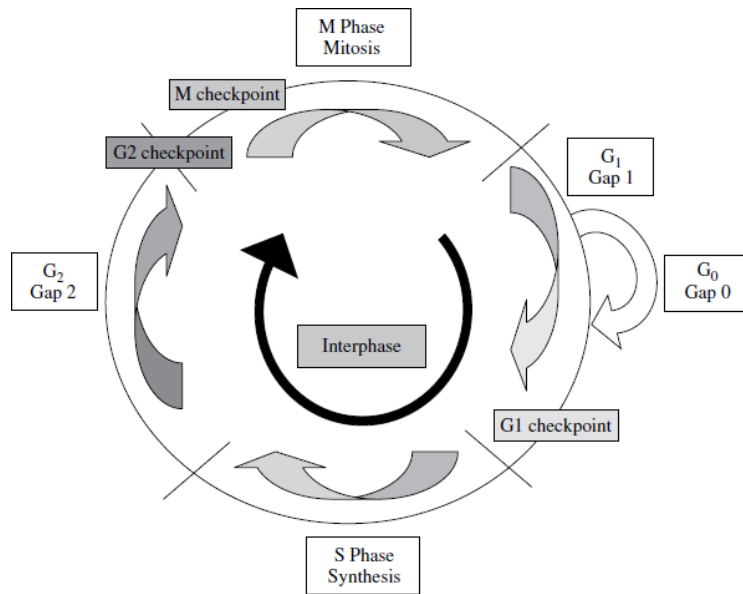 M Phase
Mitosis
M checkpoint
G2 checkpoint
G₁
Gap 1
G₂
Gap 2
G₀
Gap 0
Interphase
G1 checkpoint
S Phase
Synthesis